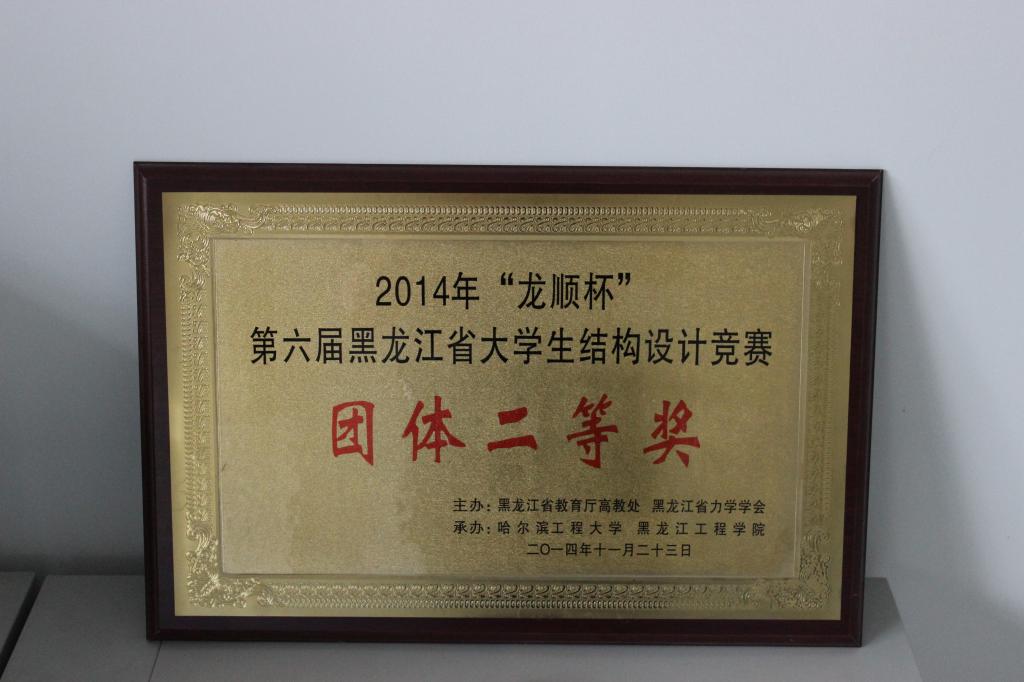 2014年“龙顺杯”
第六届黑龙江省大学生结构设计竞赛
团体二等奖
主办:黑龙江省教育厅高教处 黑龙江省力学学会
承办:哈尔滨工程大学 黑龙江工程学院
二〇一四年十一月二十三日